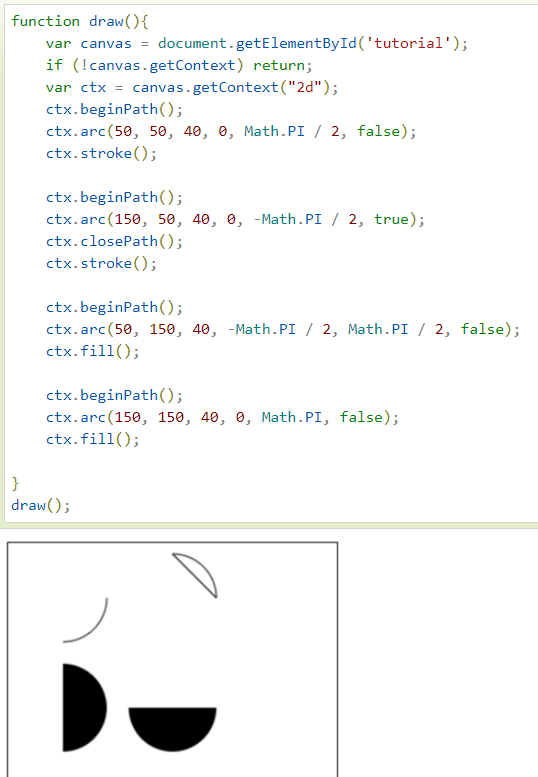 function draw(){
    var canvas = document.getElementById('tutorial');
    if (!canvas.getContext) return;
    var ctx = canvas.getContext("2d");
    ctx.beginPath();
    ctx.arc(50, 50, 40, 0, Math.PI / 2, false);
    ctx.stroke();

    ctx.beginPath();
    ctx.arc(150, 50, 40, 0, -Math.PI / 2, true);
    ctx.closePath();
    ctx.stroke();

    ctx.beginPath();
    ctx.arc(50, 150, 40, -Math.PI / 2, Math.PI / 2, false);
    ctx.fill();

    ctx.beginPath();
    ctx.arc(150, 150, 40, 0, Math.PI, false);
    ctx.fill();

}
draw();